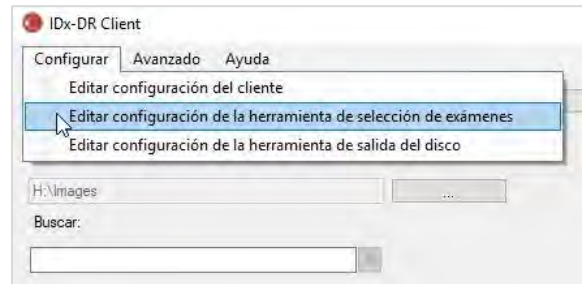 IDx-DR Client
Configurar Avanzado Ayuda
Editar configuración del cliente
Editar configuración de la herramienta de selección de exámenes
Editar configuración de la herramienta de salida del disco
H:\Images ...
Buscar: